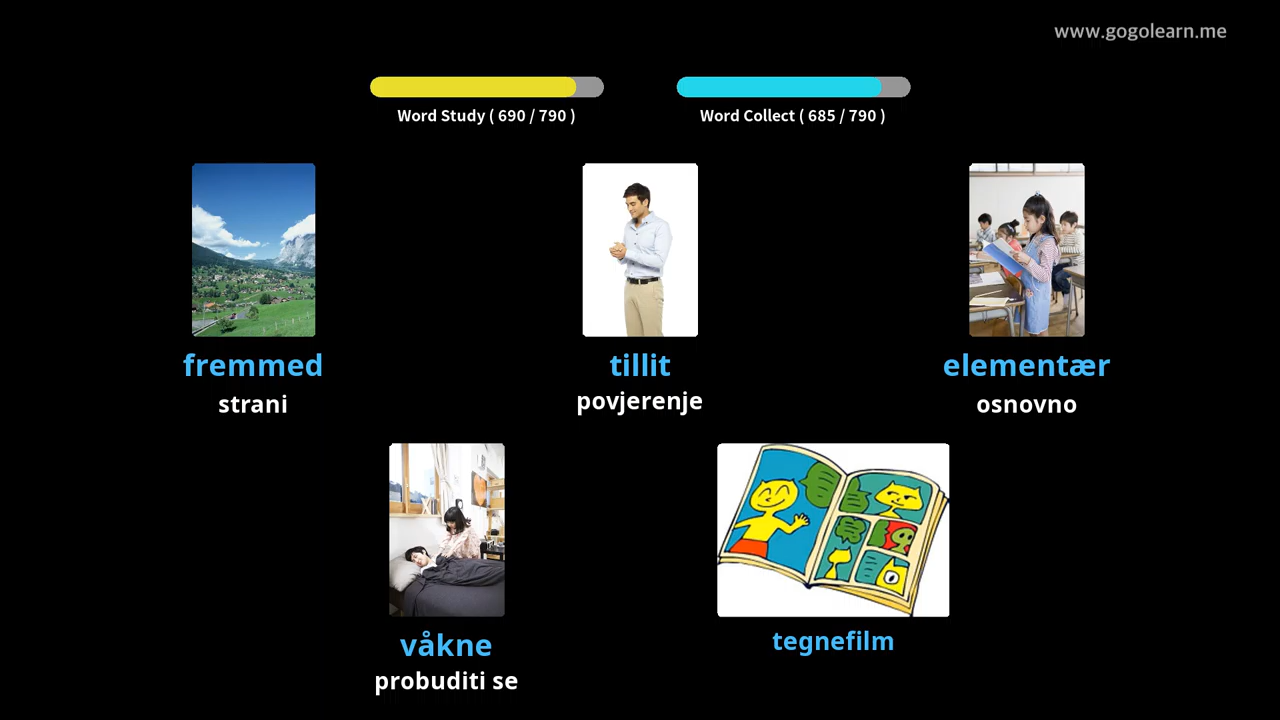 www.gogolearn.me
Word Study ( 690 / 790 )
Word Collect ( 685 / 790 )
fremmed
strani
tillit
povjerenje
elementær
osnovno
våkne
probuditi se
tegnefilm